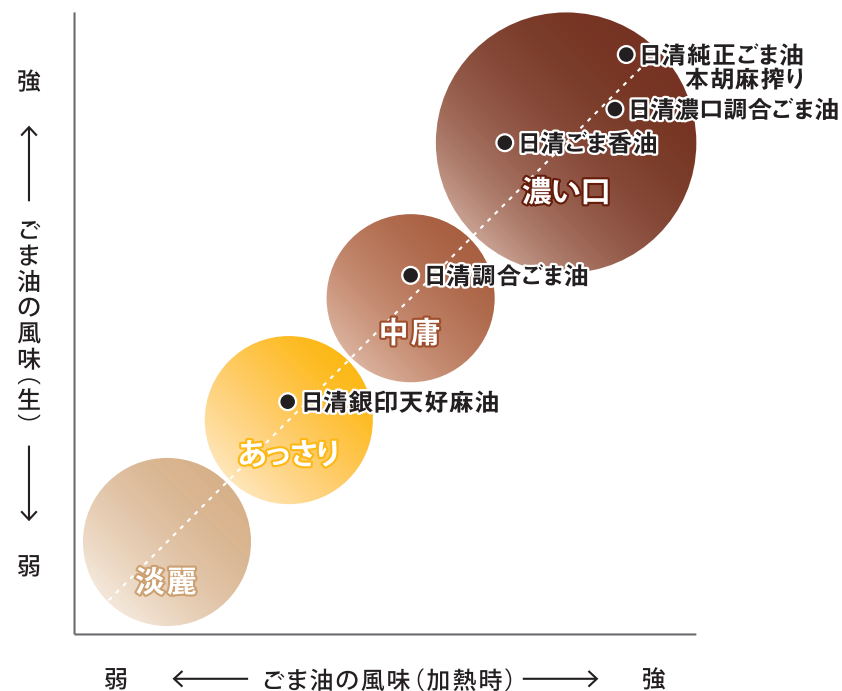 強
ごま油の風味(生)
弱
日清純正ごま油
本胡麻搾り
日清濃口調合ごま油
日清ごま香油
濃い口
日清調合ごま油
中庸
日清銀印天好麻油
あっさり
淡麗
弱
ごま油の風味(加熱時)
強